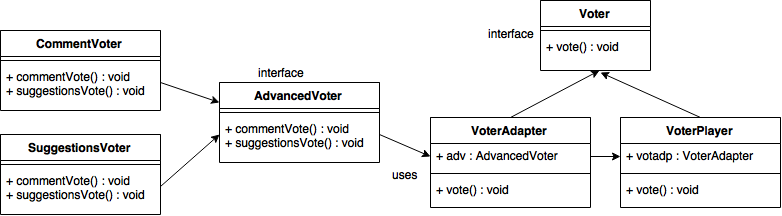 Voter
interface
+ vote() : void
CommentVoter
+ commentVote() : void
+ suggestionsVote() : void
interface
AdvancedVoter
+ commentVote() : void
+ suggestionsVote() : void
SuggestionsVoter
+ commentVote() : void
+ suggestionsVote() : void
uses
VoterAdapter
+ adv : AdvancedVoter
+ vote() : void
VoterPlayer
+ votadp : VoterAdapter
+ vote() : void